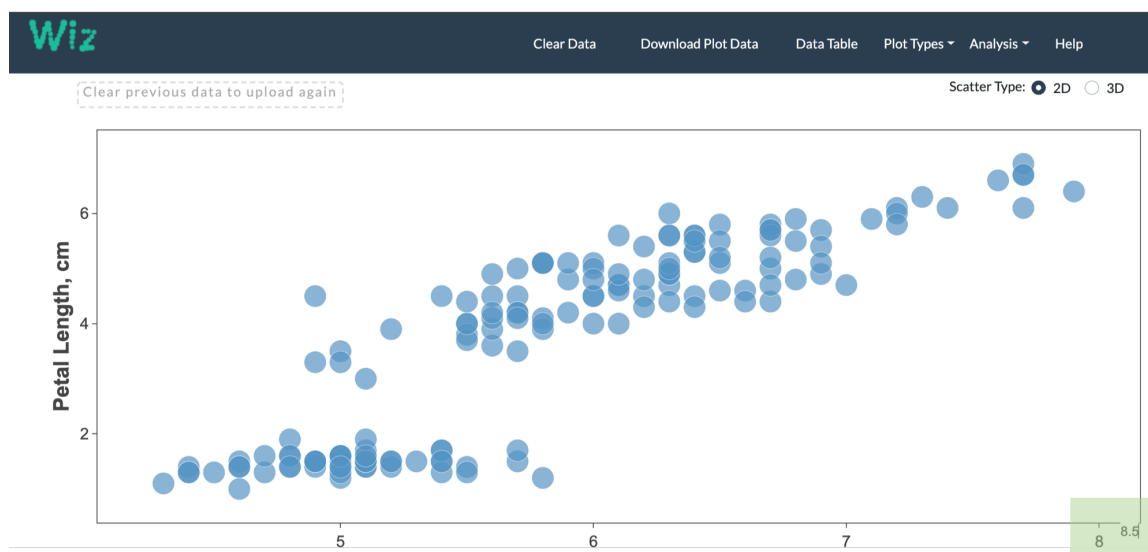 Wiz
Clear Data Download Plot Data Data Table Plot Types Analysis Help
Clear previous data to upload again
Scatter Type: 2D 3D
6
4
2
Petal Length, cm
5 6 7 8 8.5